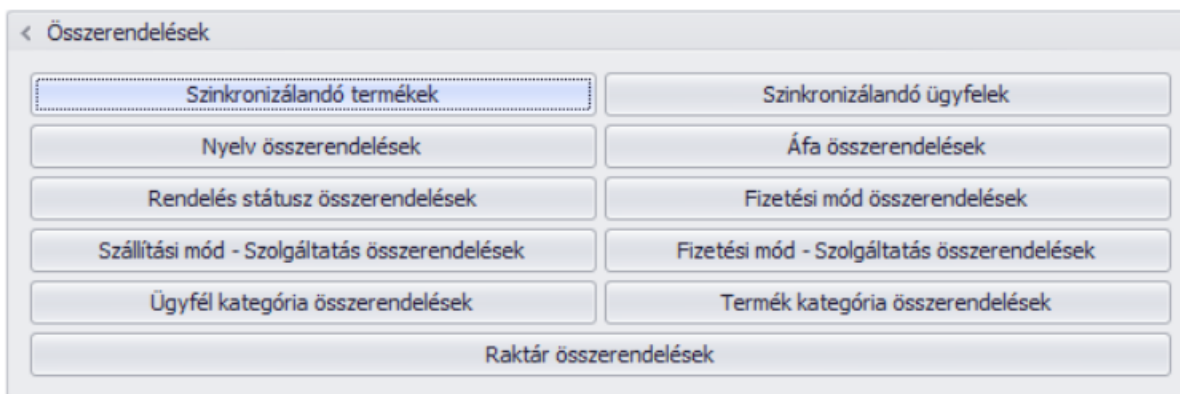 Összerendelések
Szinkronizálandó termékek
Szinkronizálandó ügyfelek
Nyelv összerendelések
Áfa összerendelések
Rendelés státusz összerendelések
Fizetési mód összerendelések
Szállítási mód - Szolgáltatás összerendelések
Fizetési mód - Szolgáltatás összerendelések
Ügyfél kategória összerendelések
Termék kategória összerendelések
Raktár összerendelések